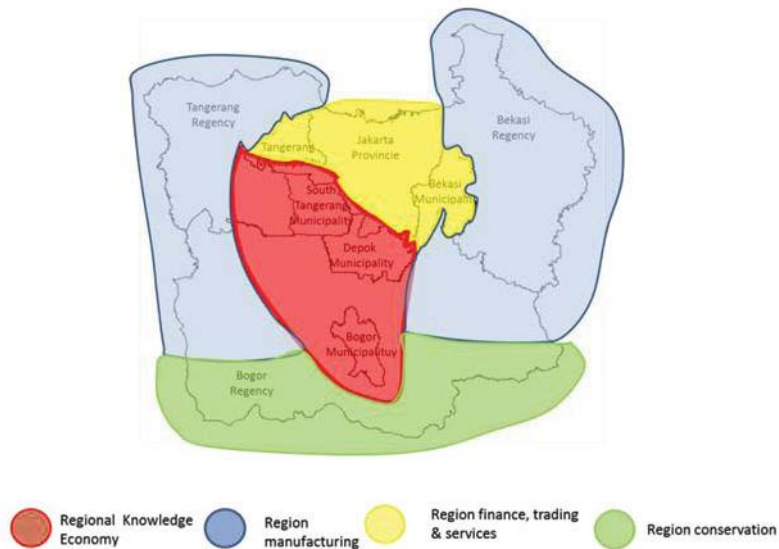 Tangerang
Regency
Jakarta
Provincie
Tangerang
Bekasi
Regency
Bekasi
Municipality
South
Tangerang
Municipality
Depok
Municipality
Bogor
Municipalituy
Bogor
Regency
Regional Knowledge
Economy
Region
manufacturing
Region finance, trading
& services
Region conservation